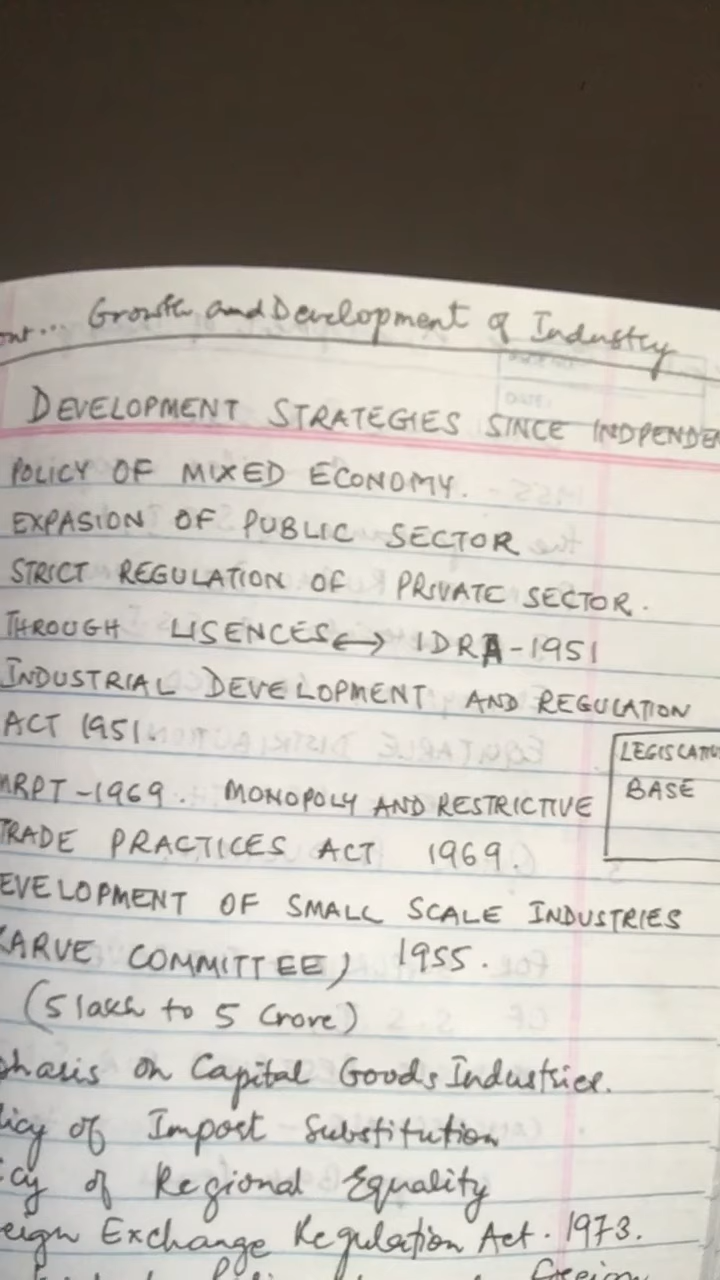 ... Growth and Development of Industry
DEVELOPMENT STRATEGIES SINCE INDPENDEN
POLICY OF MIXED ECONOMY.
EXPASION OF PUBLIC SECTOR
STRICT REGULATION OF PRIVATE SECTOR.
THROUGH LISENCES ↔ IDRA-1951
INDUSTRIAL DEVELOPMENT AND REGULATION
ACT 1951.
LEGISLATIV
BASE
MRPT-1969. MONOPOLY AND RESTRICTIVE
TRADE PRACTICES ACT 1969.
EVELOPMENT OF SMALL SCALE INDUSTRIES
KARVE COMMITTEE) 1955.
(5 lakh to 5 Crore)
phasis on Capital Goods Industries.
licy of Import Substitution
icy of Regional Equality
eign Exchange Regulation Act. 1973.